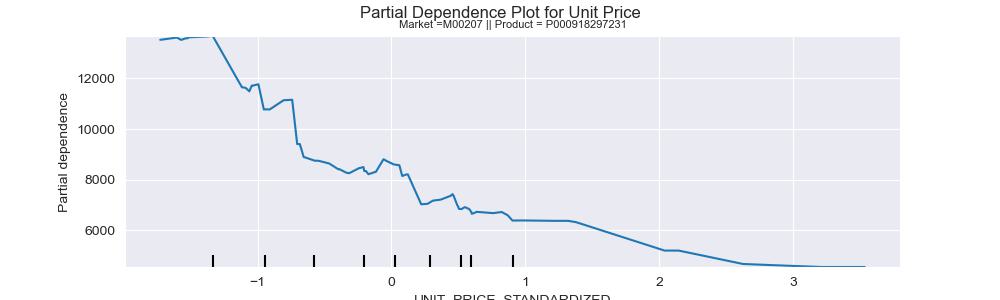 Partial Dependence Plot for Unit Price
Market =M00207 || Product = P000918297231
Partial dependence
12000
10000
8000
6000
−1
0
1
2
3
UNIT_PRICE_STANDARDIZED